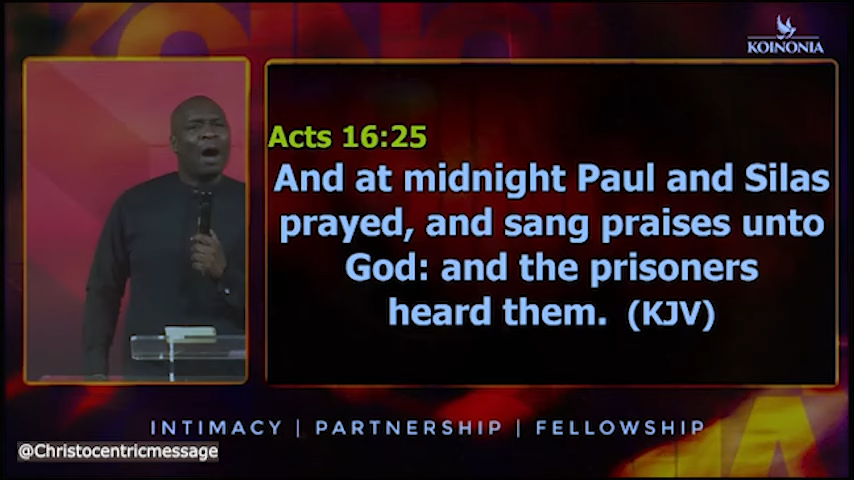 KOINONIA
Acts 16:25
And at midnight Paul and Silas
prayed, and sang praises unto
God: and the prisoners
heard them. (KJV)
INTIMACY | PARTNERSHIP | FELLOWSHIP
@Christocentricmessage